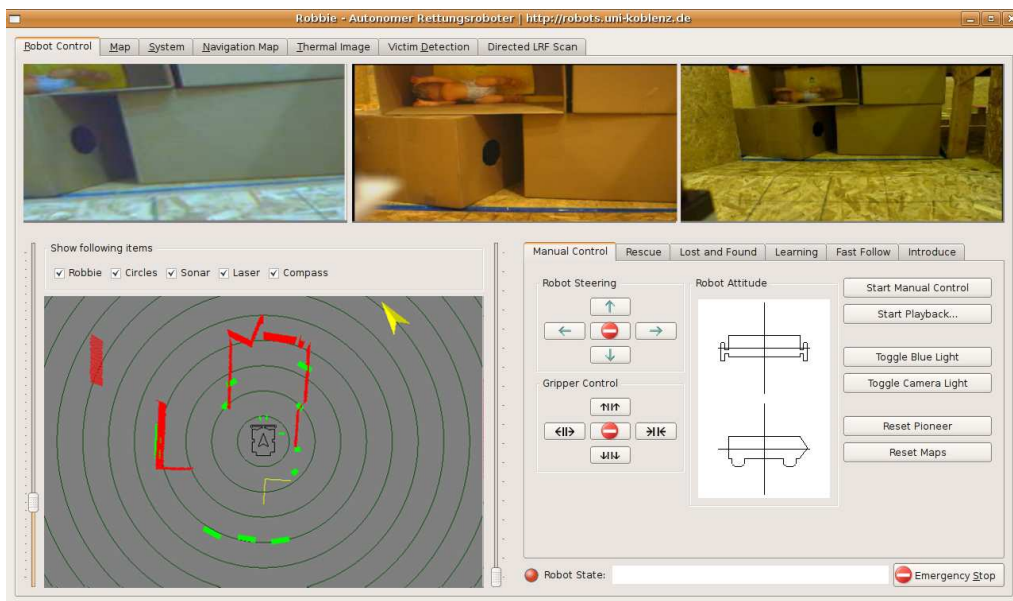 Robbie - Autonomer Rettungsroboter | http://robots.uni-koblenz.de
Robot Control Map System Navigation Map Thermal Image Victim Detection Directed LRF Scan
Show following items
Robbie Circles Sonar Laser Compass
Manual Control Rescue Lost and Found Learning Fast Follow Introduce
Robot Steering
Gripper Control
Robot Attitude
Start Manual Control
Start Playback...
Toggle Blue Light
Toggle Camera Light
Reset Pioneer
Reset Maps
Robot State:
Emergency Stop